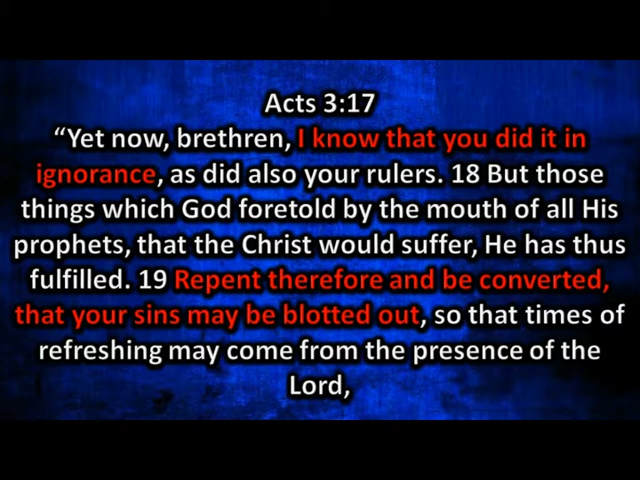 Acts 3:17
“Yet now, brethren, I know that you did it in
ignorance, as did also your rulers. 18 But those
things which God foretold by the mouth of all His
prophets, that the Christ would suffer, He has thus
fulfilled. 19 Repent therefore and be converted,
that your sins may be blotted out, so that times of
refreshing may come from the presence of the
Lord,